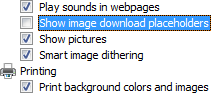 Play sounds in webpages
Show image download placeholders
Show pictures
Smart image dithering
Printing
Print background colors and images